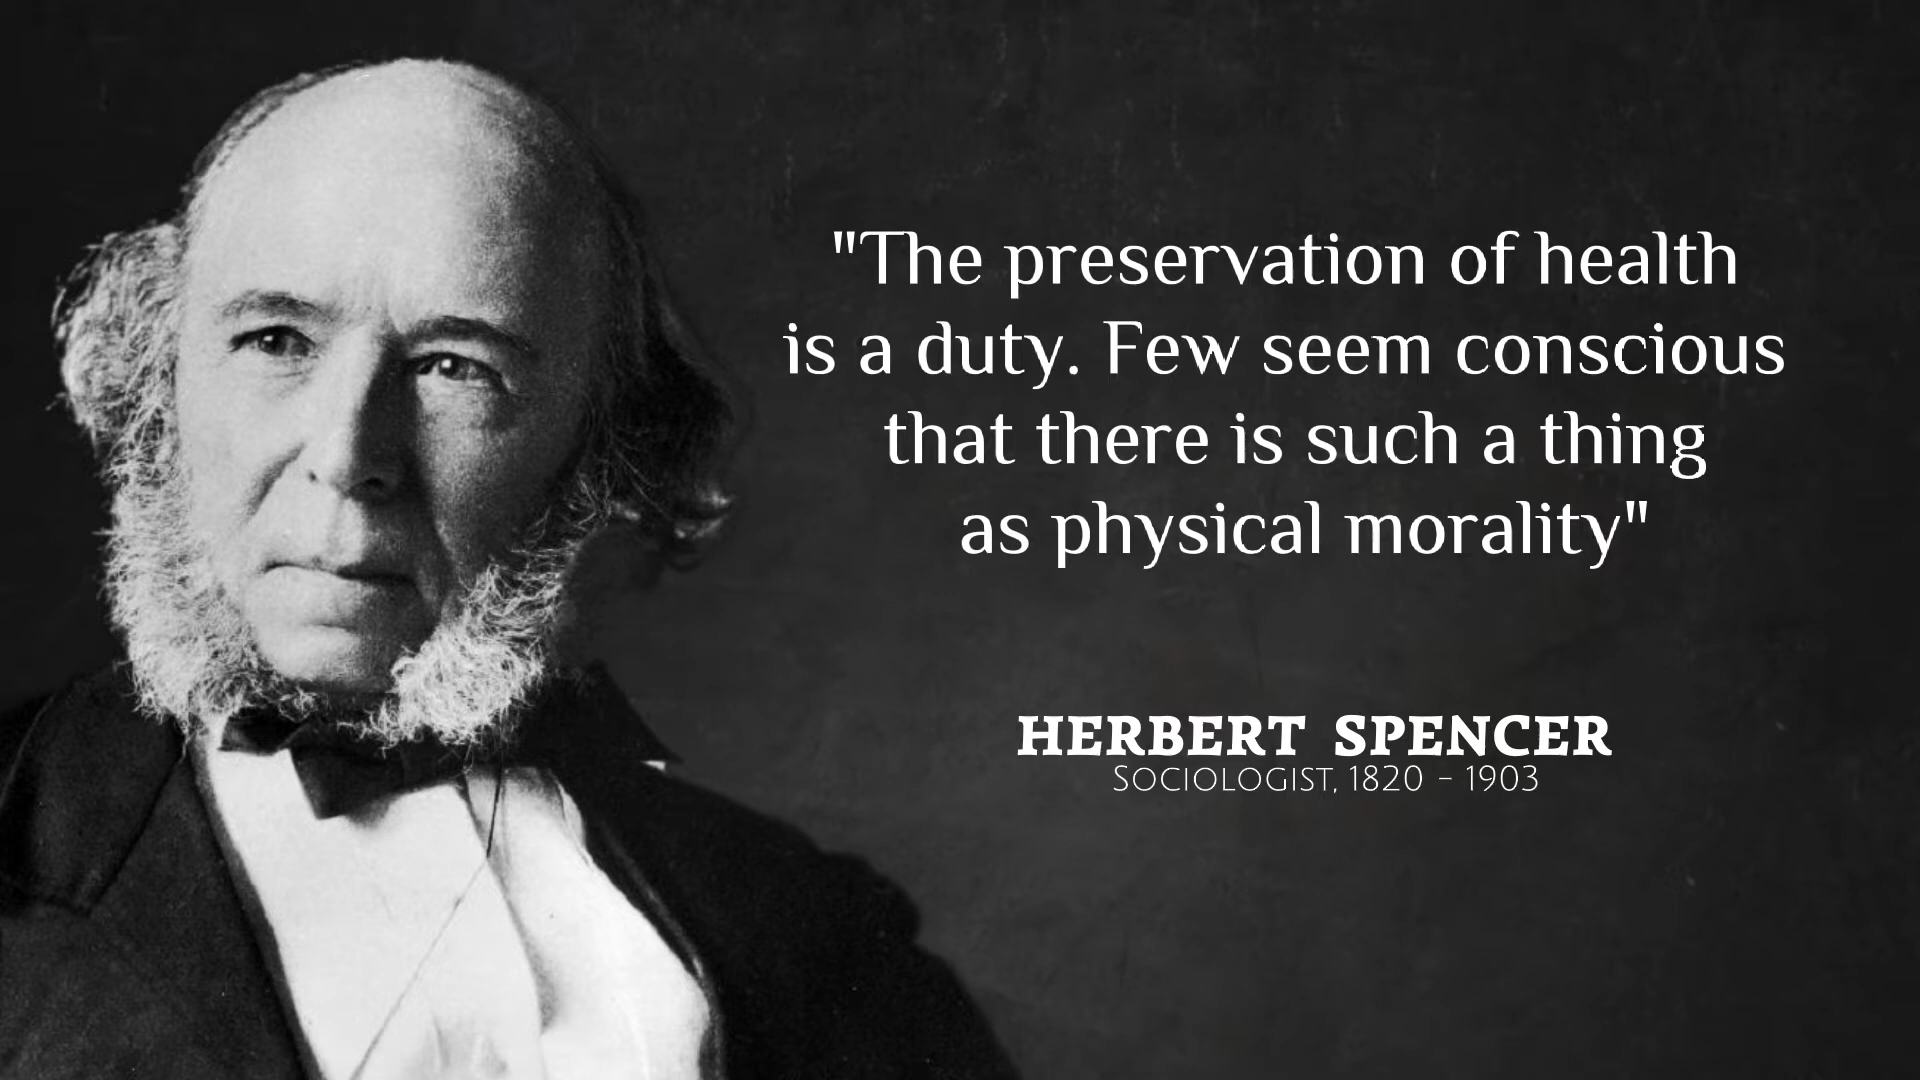 "The preservation of health
is a duty. Few seem conscious
that there is such a thing
as physical morality"
HERBERT SPENCER
SOCIOLOGIST, 1820 - 1903